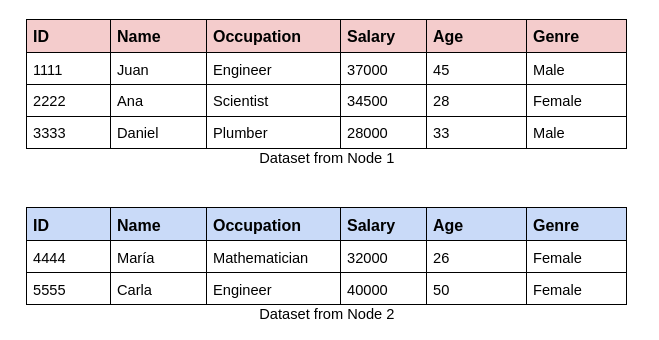 ID Name Occupation Salary Age Genre
1111 Juan Engineer 37000 45 Male
2222 Ana Scientist 34500 28 Female
3333 Daniel Plumber 28000 33 Male
Dataset from Node 1
ID Name Occupation Salary Age Genre
4444 María Mathematician 32000 26 Female
5555 Carla Engineer 40000 50 Female
Dataset from Node 2